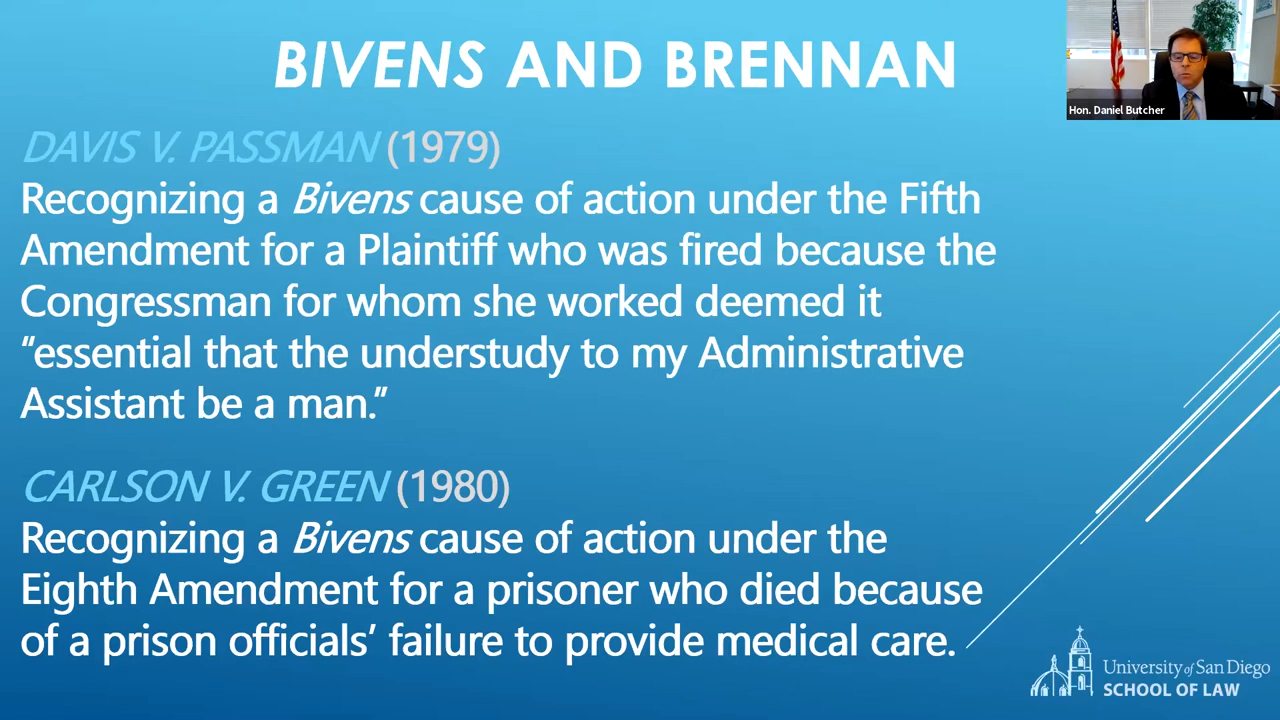 BIVENS AND BRENNAN
Hon. Daniel Butcher
DAVIS V. PASSMAN (1979)
Recognizing a Bivens cause of action under the Fifth
Amendment for a Plaintiff who was fired because the
Congressman for whom she worked deemed it
“essential that the understudy to my Administrative
Assistant be a man.”
CARLSON V. GREEN (1980)
Recognizing a Bivens cause of action under the
Eighth Amendment for a prisoner who died because
of a prison officials’ failure to provide medical care.
University of San Diego
SCHOOL OF LAW